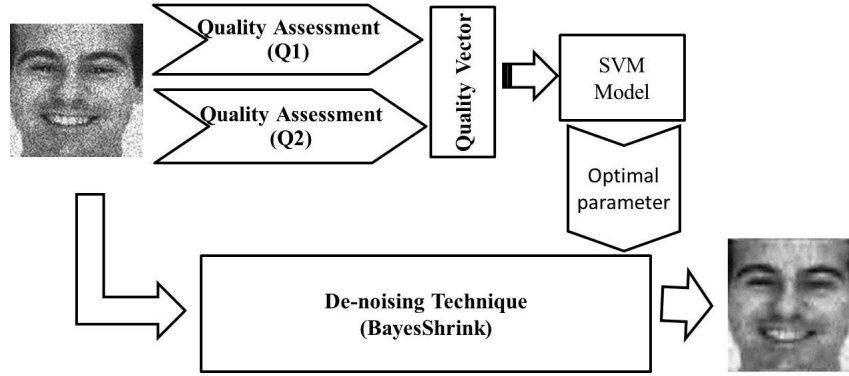 Quality Assessment
(Q1)
Quality Assessment
(Q2)
Quality Vector
SVM
Model
Optimal
parameter
De-noising Technique
(BayesShrink)